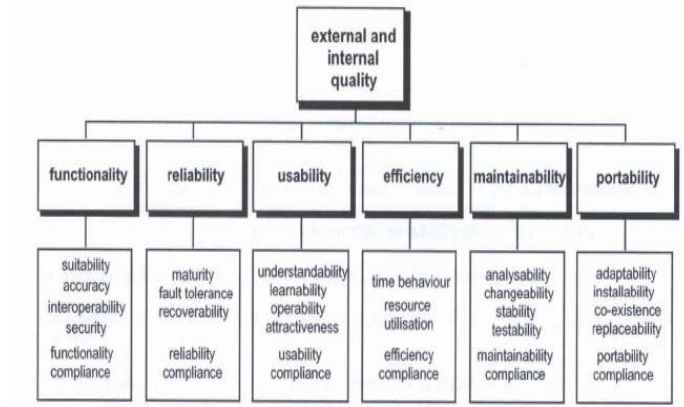 external and
internal
quality
functionality
reliability
usability
efficiency
maintainability
portability
suitability
accuracy
interoperability
security
functionality
compliance
maturity
fault tolerance
recoverability
reliability
compliance
understandability
learnability
operability
attractiveness
usability
compliance
time behaviour
resource
utilisation
efficiency
compliance
analysability
changeability
stability
testability
maintainability
compliance
adaptability
installability
co-existence
replaceability
portability
compliance